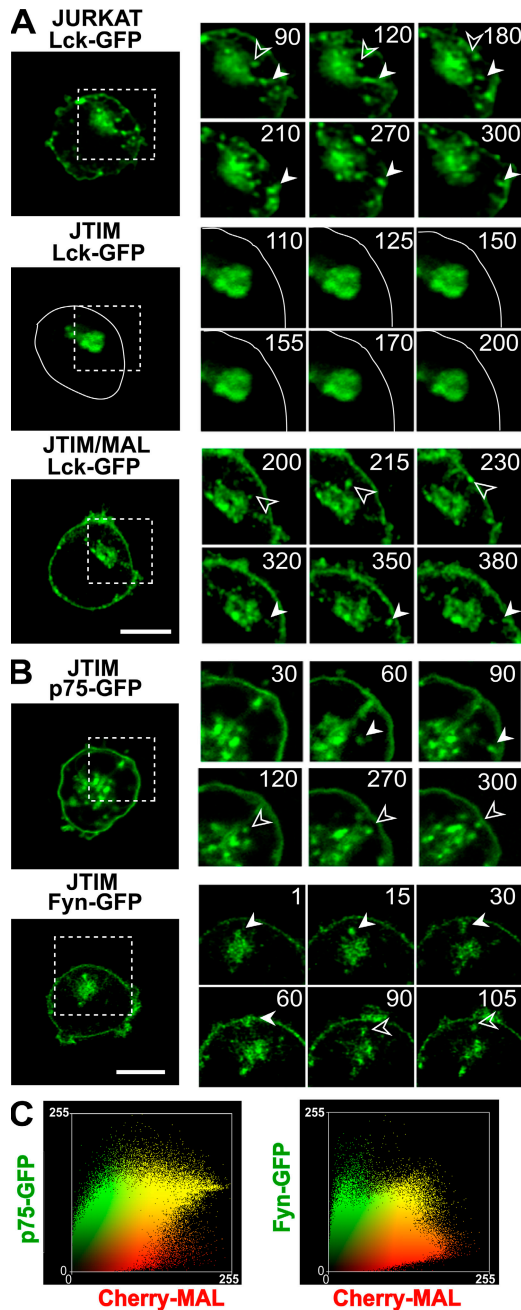 A
JURKAT
Lck-GFP
90 120 180
210 270 300
JTIM
Lck-GFP
110 125 150
155 170 200
JTIM/MAL
Lck-GFP
200 215 230
320 350 380
B
JTIM
p75-GFP
30 60 90
120 270 300
JTIM
Fyn-GFP
1 15 30
60 90 105
C
255
p75-GFP
0
0 255
Cherry-MAL
255
Fyn-GFP
0
0 255
Cherry-MAL